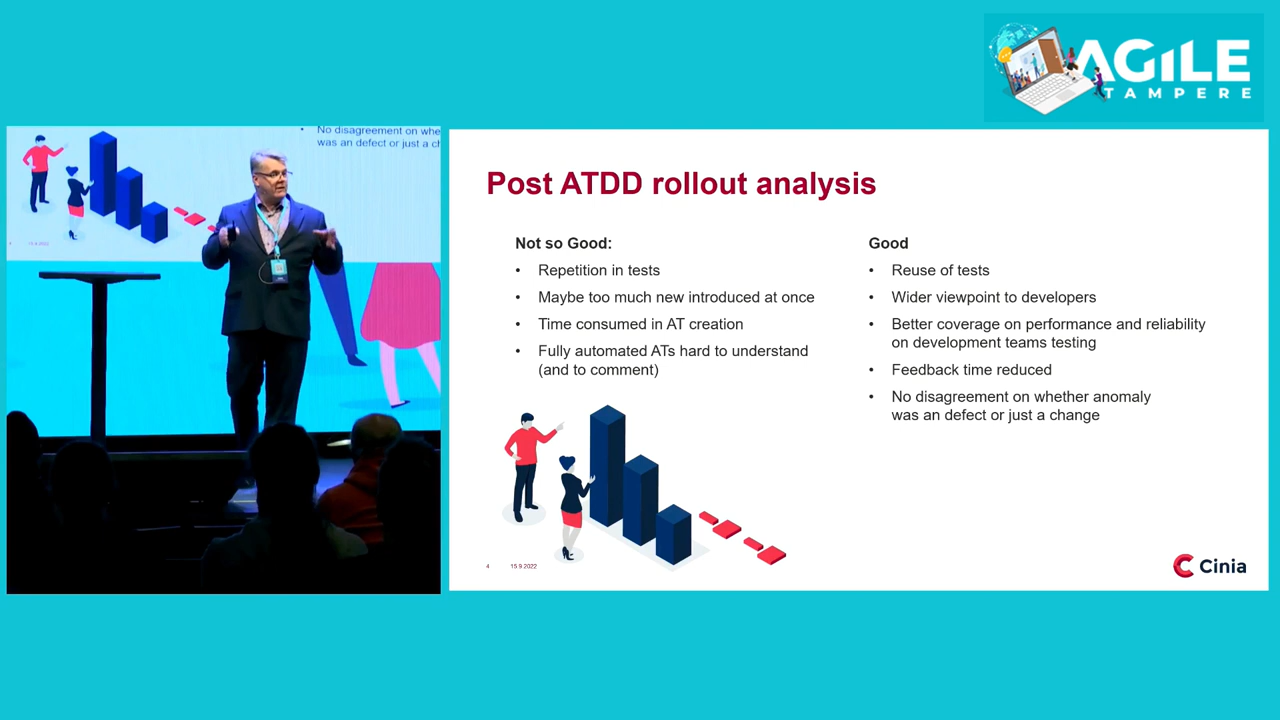 AGILE
TAMPERE
No disagreement on whe
was an defect or just a ch
Post ATDD rollout analysis
Not so Good:
• Repetition in tests
• Maybe too much new introduced at once
• Time consumed in AT creation
• Fully automated ATs hard to understand
(and to comment)
Good
• Reuse of tests
• Wider viewpoint to developers
• Better coverage on performance and reliability
on development teams testing
• Feedback time reduced
• No disagreement on whether anomaly
was an defect or just a change
4 15.9.2022
Cinia